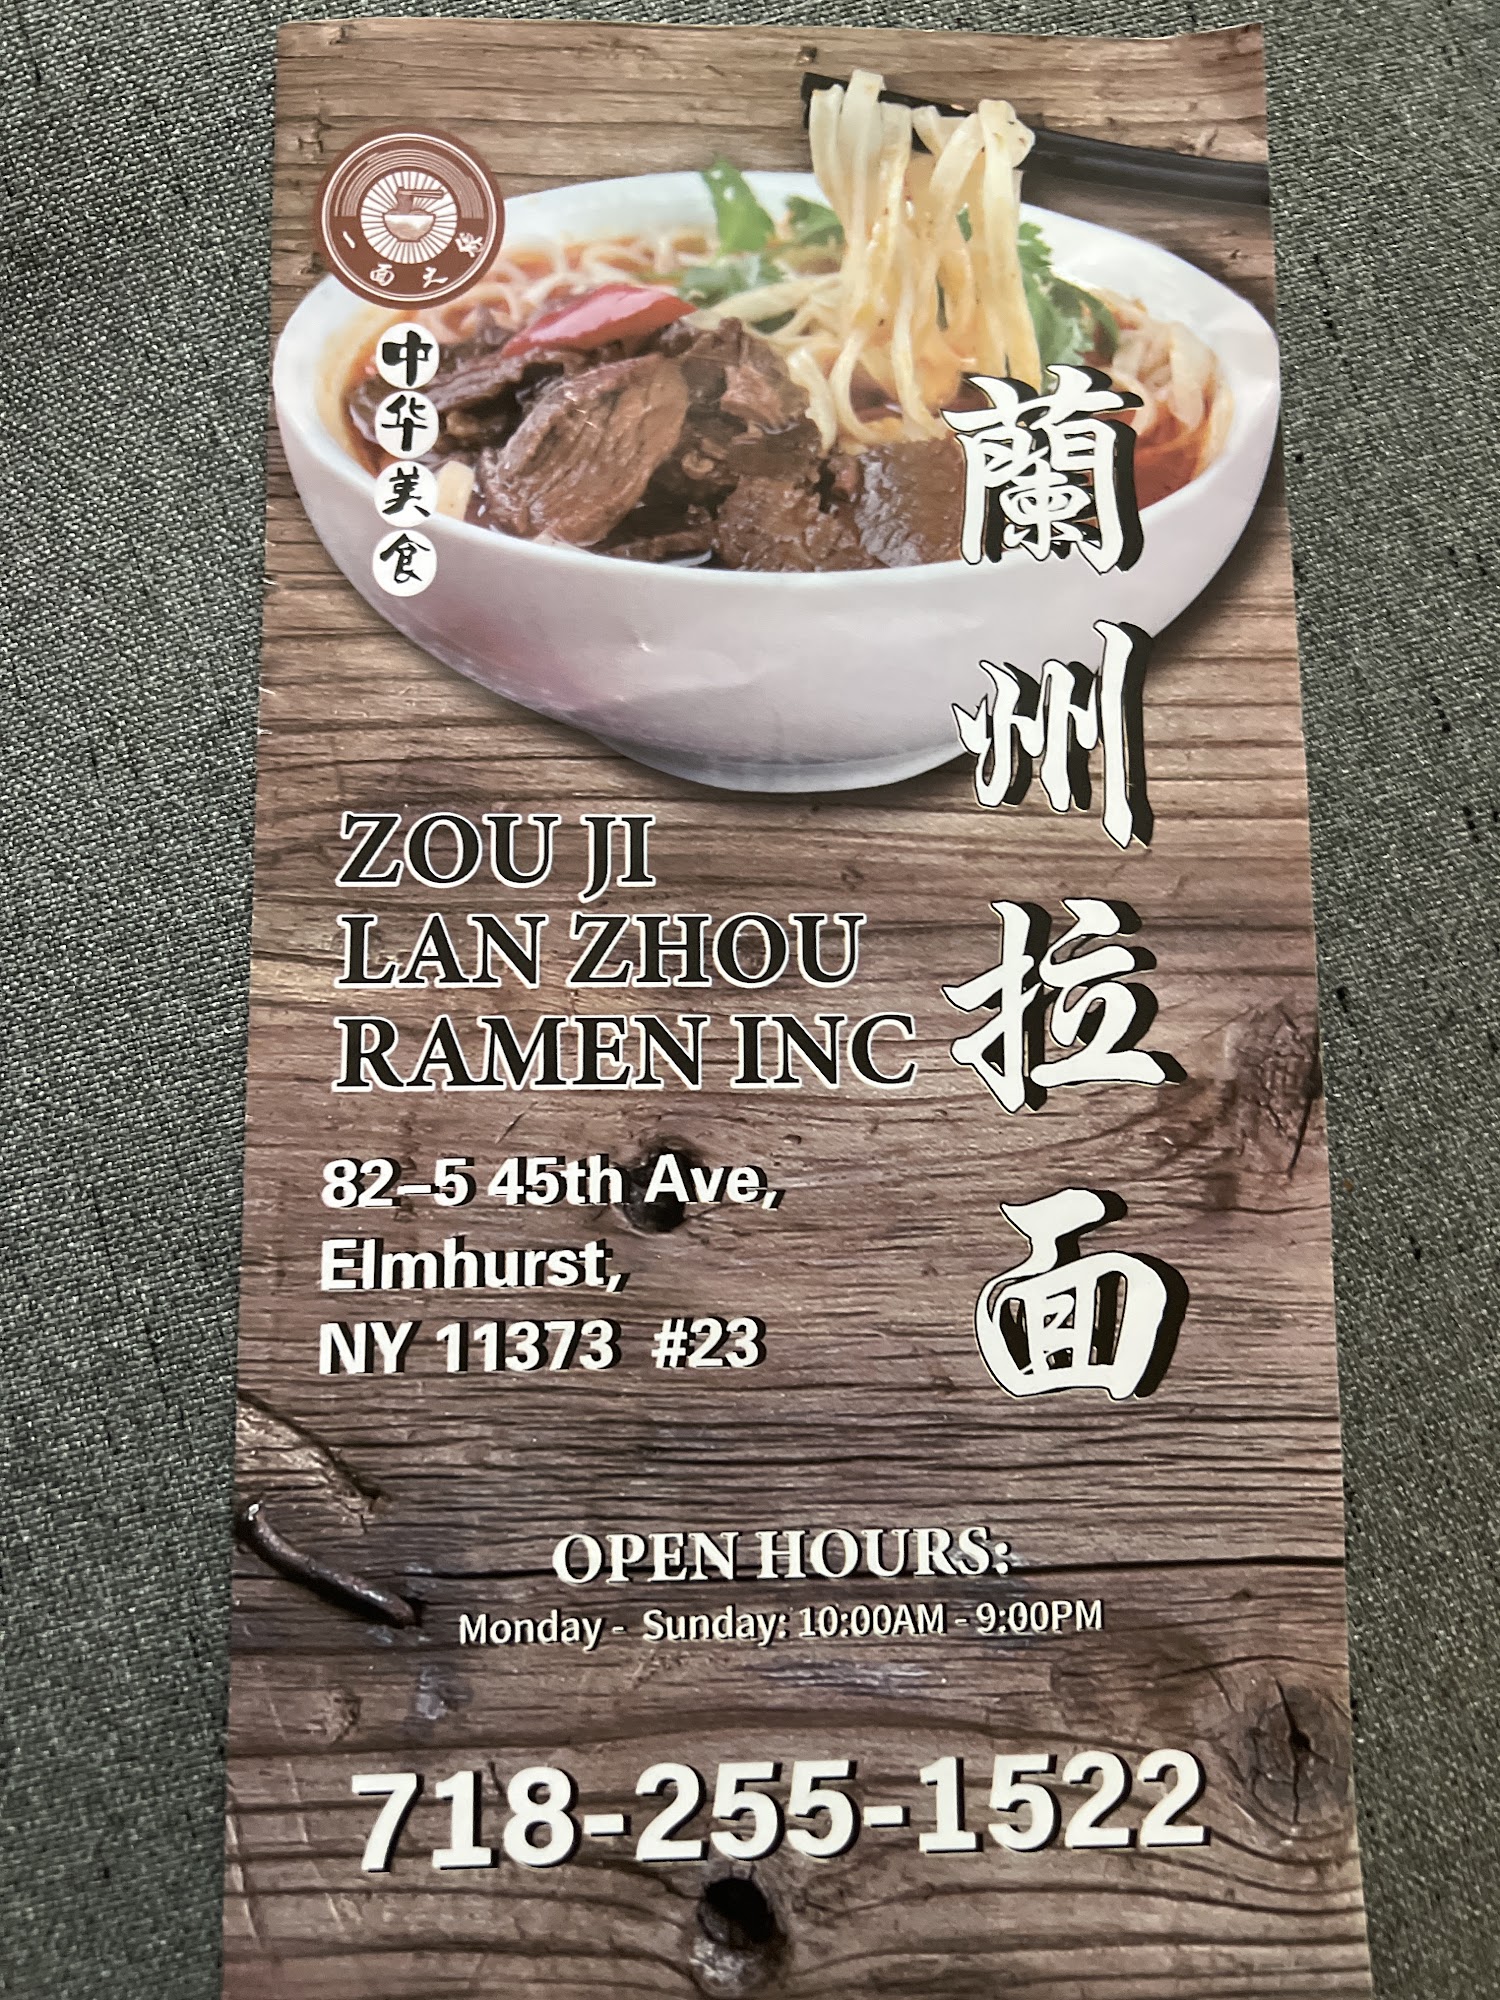 中华美食
蘭州拉面
ZOU JI
LAN ZHOU
RAMEN INC
82-5 45th Ave,
Elmhurst,
NY 11373 #23
OPEN HOURS:
Monday - Sunday: 10:00AM - 9:00PM
718-255-1522